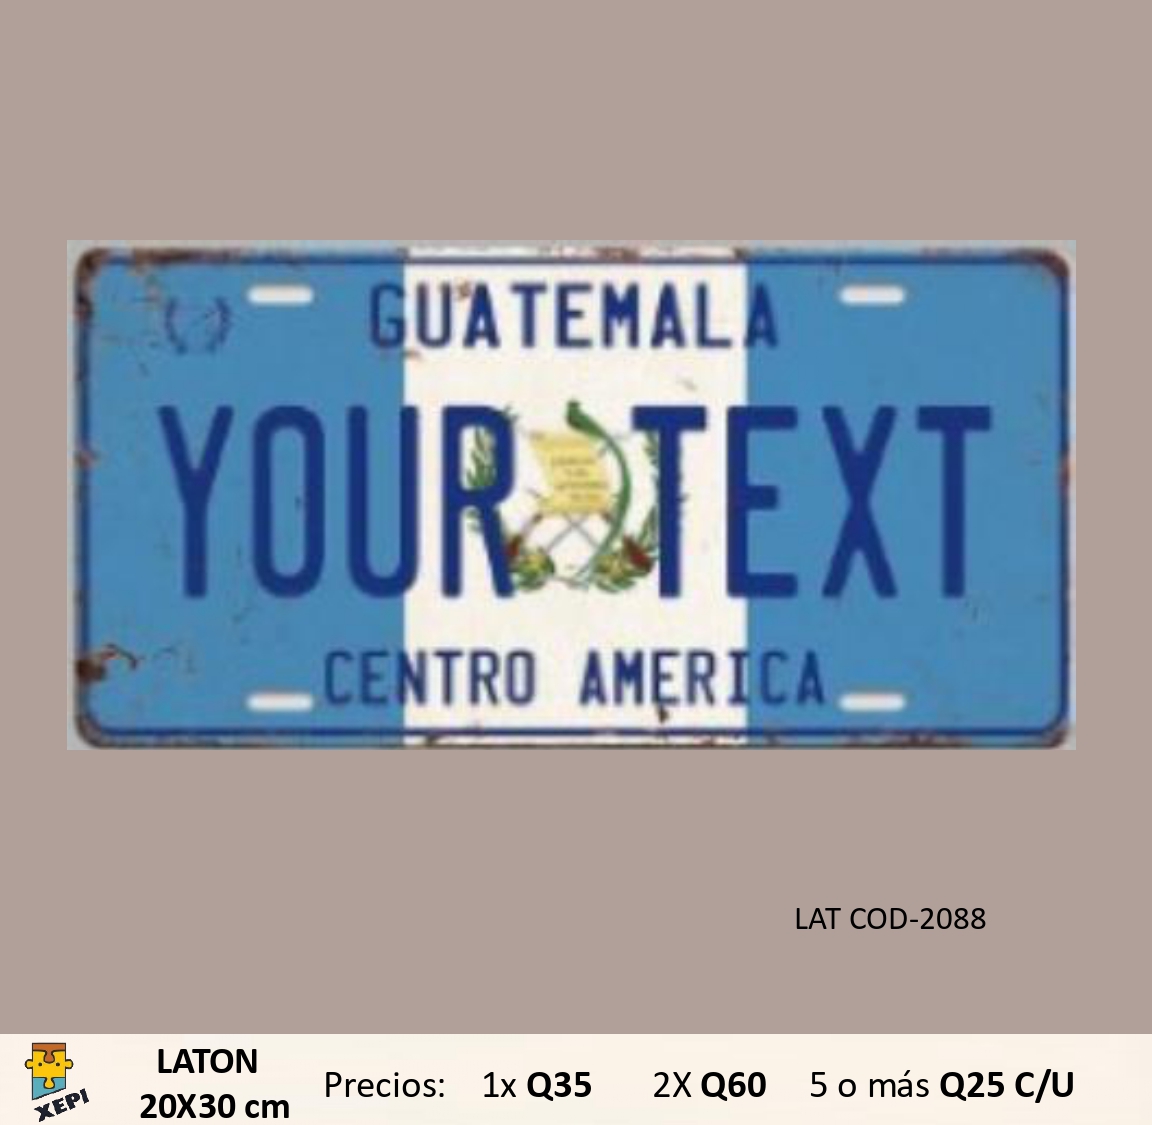 GUATEMALA
YOUR TEXT
CENTRO AMERICA
LAT COD-2088
XEPI
LATON
20X30 cm
Precios: 1x Q35 2X Q60 5 o más Q25 C/U